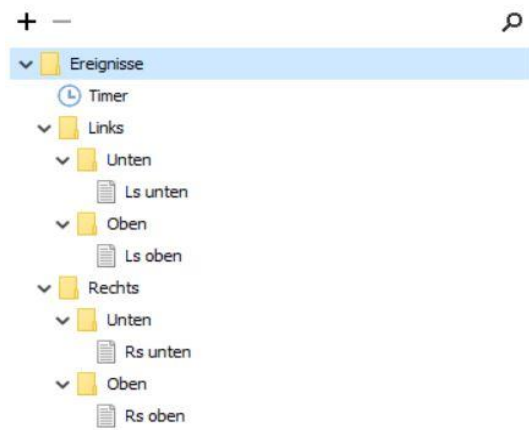 Ereignisse
Timer
Links
Unten
Ls unten
Oben
Ls oben
Rechts
Unten
Rs unten
Oben
Rs oben